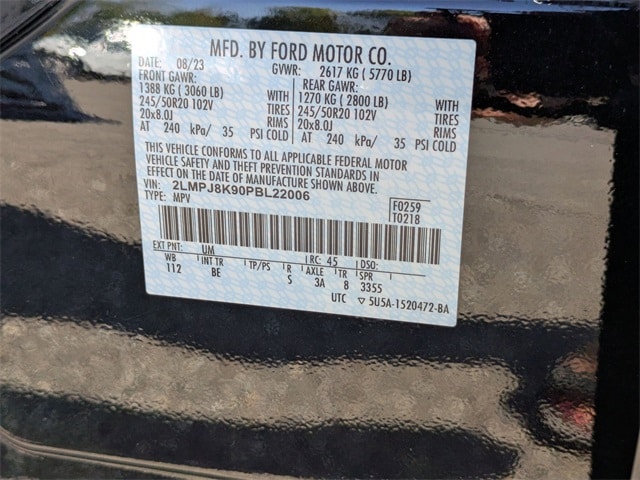 MFD. BY FORD MOTOR CO.
DATE: 08/23 GVWR: 2617 KG ( 5770 LB)
FRONT GAWR: REAR GAWR:
1388 KG ( 3060 LB) 1270 KG ( 2800 LB)
245/50R20 102V TIRES 245/50R20 102V TIRES
20x8.0J RIMS 20x8.0J RIMS
AT 240 kPa/ 35 PSI COLD AT 240 kPa/ 35 PSI COLD
THIS VEHICLE CONFORMS TO ALL APPLICABLE FEDERAL MOTOR
VEHICLE SAFETY AND THEFT PREVENTION STANDARDS IN
EFFECT ON THE DATE OF MANUFACTURE SHOWN ABOVE.
VIN: 2LMPJ8K90PBL22006 F0259
TYPE: MPV T0218
EXT PNT: UM RC: 45 DSO:
WB INT TR TP/PS R AXLE TR SPR
112 BE S 3A 8 3355
UTC ▽ 5U5A-1520472-BA